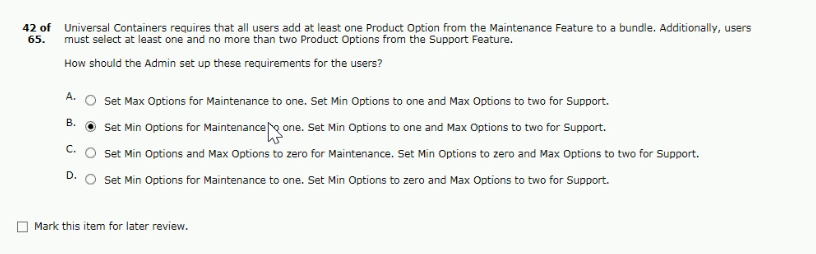 42 of Universal Containers requires that all users add at least one Product Option from the Maintenance Feature to a bundle. Additionally, users
65. must select at least one and no more than two Product Options from the Support Feature.
How should the Admin set up these requirements for the users?
A. Set Max Options for Maintenance to one. Set Min Options to one and Max Options to two for Support.
B. Set Min Options for Maintenance one. Set Min Options to one and Max Options to two for Support.
C. Set Min Options and Max Options to zero for Maintenance. Set Min Options to zero and Max Options to two for Support.
D. Set Min Options for Maintenance to one. Set Min Options to zero and Max Options to two for Support.
Mark this item for later review.